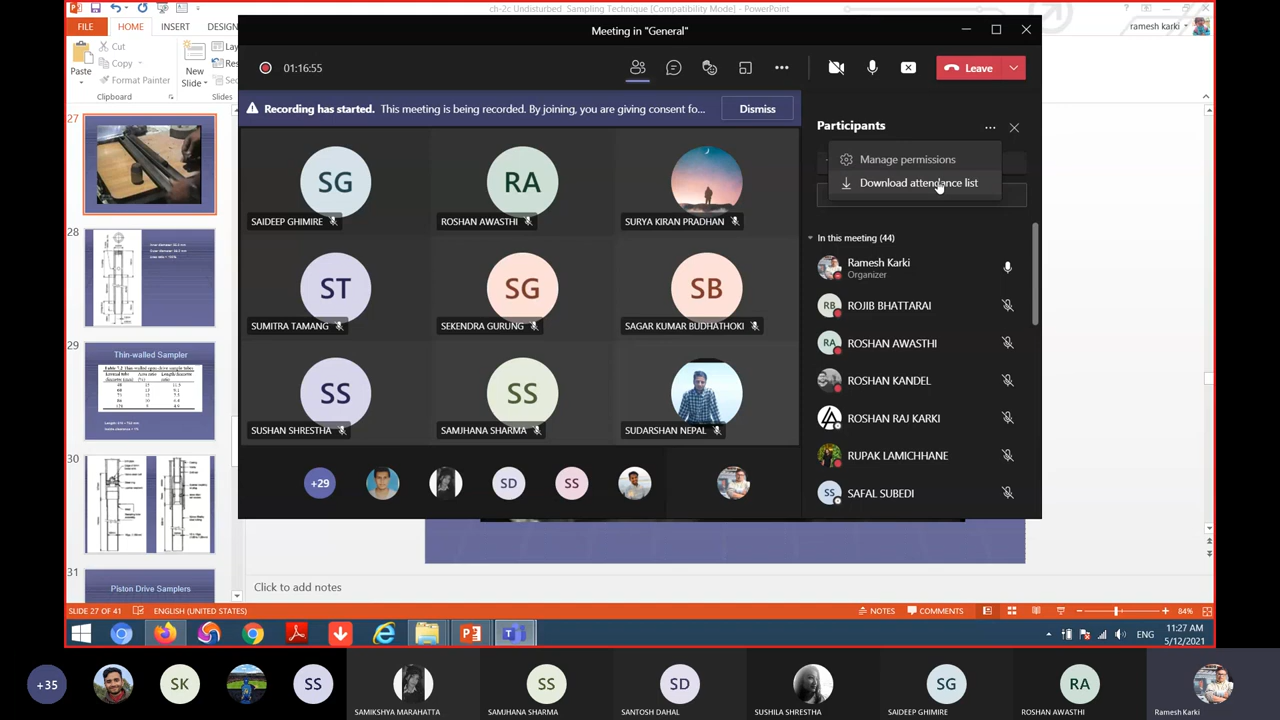 ch-2c Undisturbed Sampling Technique [Compatibility Mode] - PowerPoint
FILE
HOME
INSERT
DESIGN
ramesh karki
Paste
Cut
Copy
Format Painter
Clipboard
New
Slide
Lay
Res
Sec
Slides
Meeting in "General"
01:16:55
Leave
Recording has started. This meeting is being recorded. By joining, you are giving consent fo...
Dismiss
Participants
Manage permissions
Download attendance list
In this meeting (44)
Ramesh Karki
Organizer
RB
ROJIB BHATTARAI
RA
ROSHAN AWASTHI
ROSHAN KANDEL
ROSHAN RAJ KARKI
RUPAK LAMICHHANE
SS
SAFAL SUBEDI
SG
SAIDEEP GHIMIRE
RA
ROSHAN AWASTHI
SURYA KIRAN PRADHAN
ST
SUMITRA TAMANG
SG
SEKENDRA GURUNG
SB
SAGAR KUMAR BUDHATHOKI
SS
SUSHAN SHRESTHA
SS
SAMJHANA SHARMA
SUDARSHAN NEPAL
+29
SD
SS
27
28
29
Thin-walled Sampler
30
31
Piston Drive Samplers
Click to add notes
SLIDE 27 OF 41
ENGLISH (UNITED STATES)
NOTES
COMMENTS
84%
ENG
11:27 AM
5/12/2021
+35
SK
SS
SAMIKSHYA MARAHATTA
SS
SAMJHANA SHARMA
SD
SANTOSH DAHAL
SUSHILA SHRESTHA
SG
SAIDEEP GHIMIRE
RA
ROSHAN AWASTHI
Ramesh Karki